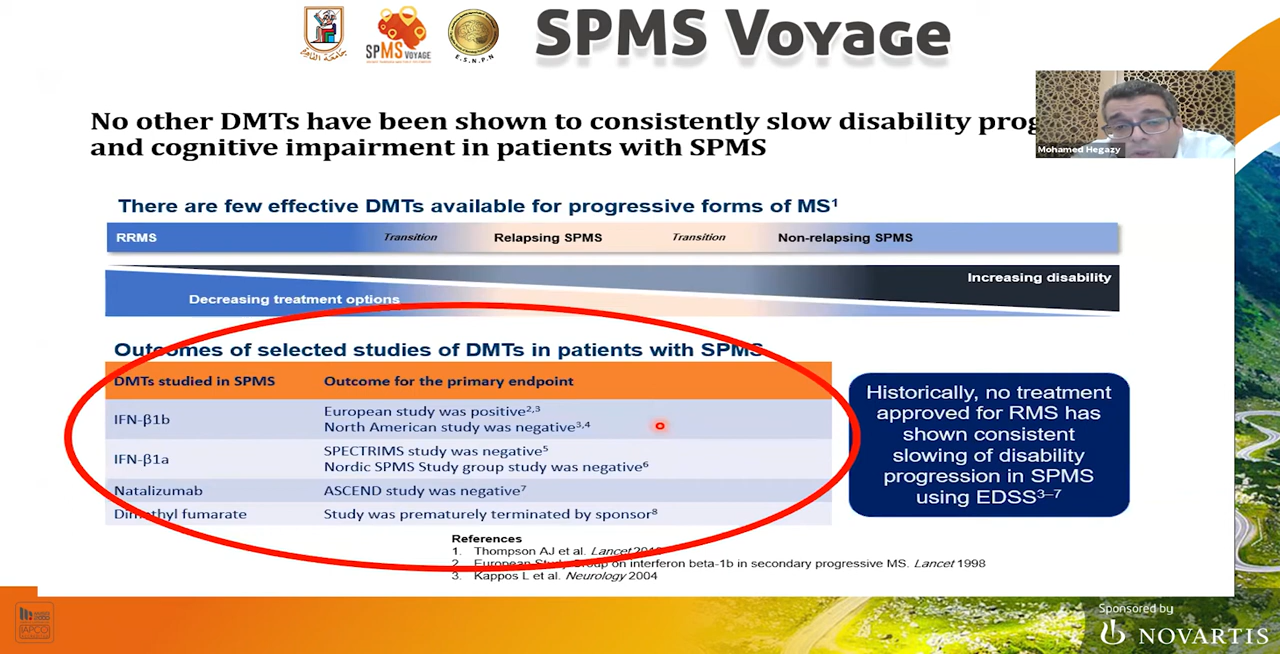 SPMS Voyage
جامعة القاهرة
SPMS VOYAGE
E.S.N.P.N
No other DMTs have been shown to consistently slow disability prog
and cognitive impairment in patients with SPMS
Mohamed Hegazy
There are few effective DMTs available for progressive forms of MS1
RRMS Transition Relapsing SPMS Transition Non-relapsing SPMS
Increasing disability
Decreasing treatment options
Outcomes of selected studies of DMTs in patients with SPMS
DMTs studied in SPMS Outcome for the primary endpoint
IFN-β1b European study was positive2,3
North American study was negative3,4
IFN-β1a SPECTRIMS study was negative5
Nordic SPMS Study group study was negative6
Natalizumab ASCEND study was negative7
Dimethyl fumarate Study was prematurely terminated by sponsor8
Historically, no treatment
approved for RMS has
shown consistent
slowing of disability
progression in SPMS
using EDSS3–7
References
1. Thompson AJ et al. Lancet
2. European Study Group on interferon beta-1b in secondary progressive MS. Lancet 1998
3. Kappos L et al. Neurology 2004
IAPCO
Sponsored by
NOVARTIS